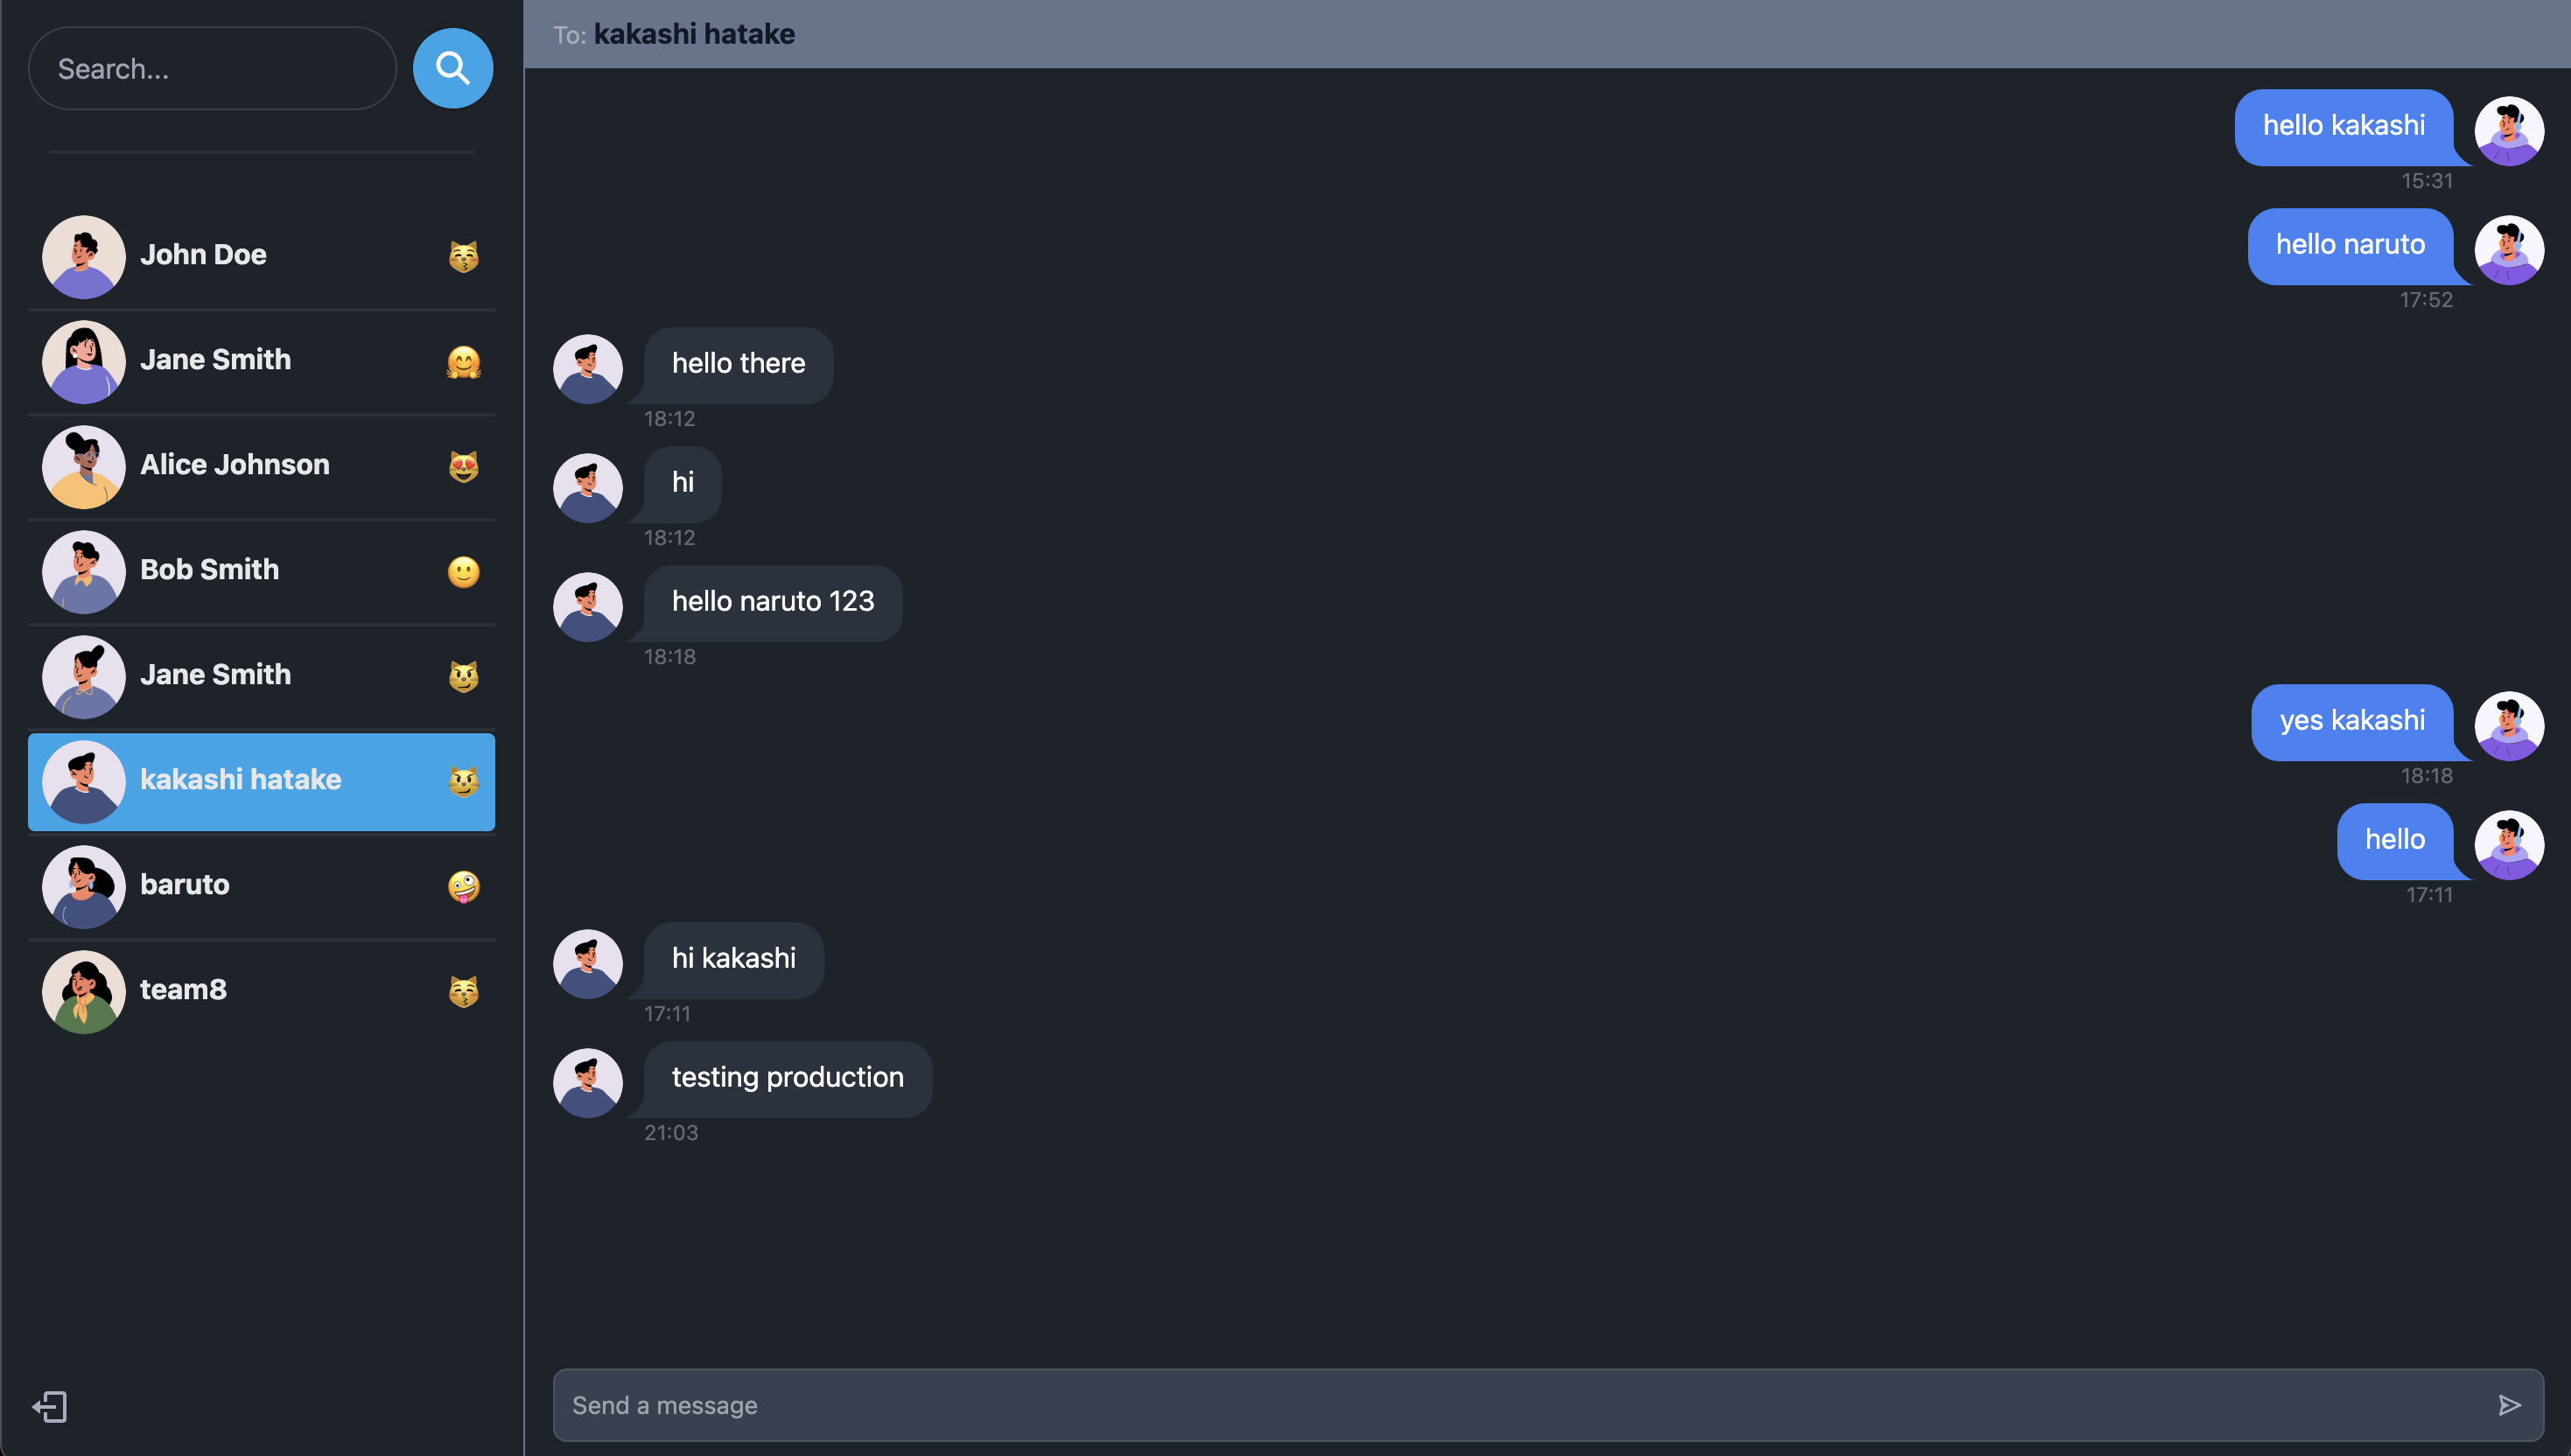 Search...
John Doe
Jane Smith
Alice Johnson
Bob Smith
Jane Smith
kakashi hatake
baruto
team8
To: kakashi hatake
hello kakashi
15:31
hello naruto
17:52
hello there
18:12
hi
18:12
hello naruto 123
18:18
yes kakashi
18:18
hello
17:11
hi kakashi
17:11
testing production
21:03
Send a message